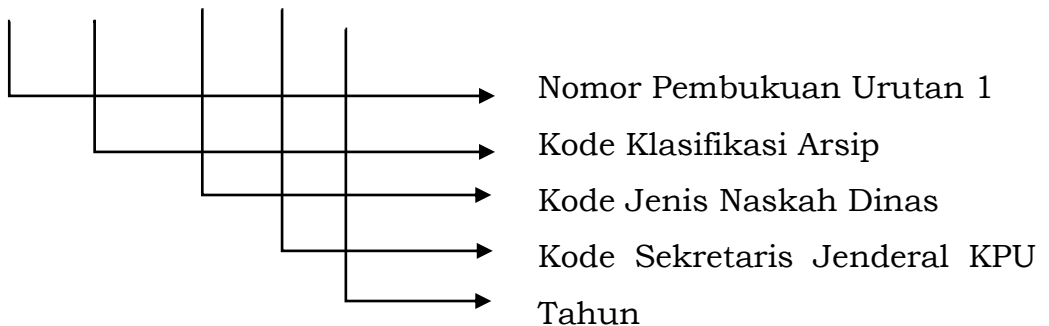 Nomor Pembukuan Urutan 1
Kode Klasifikasi Arsip
Kode Jenis Naskah Dinas
Kode Sekretaris Jenderal KPU
Tahun